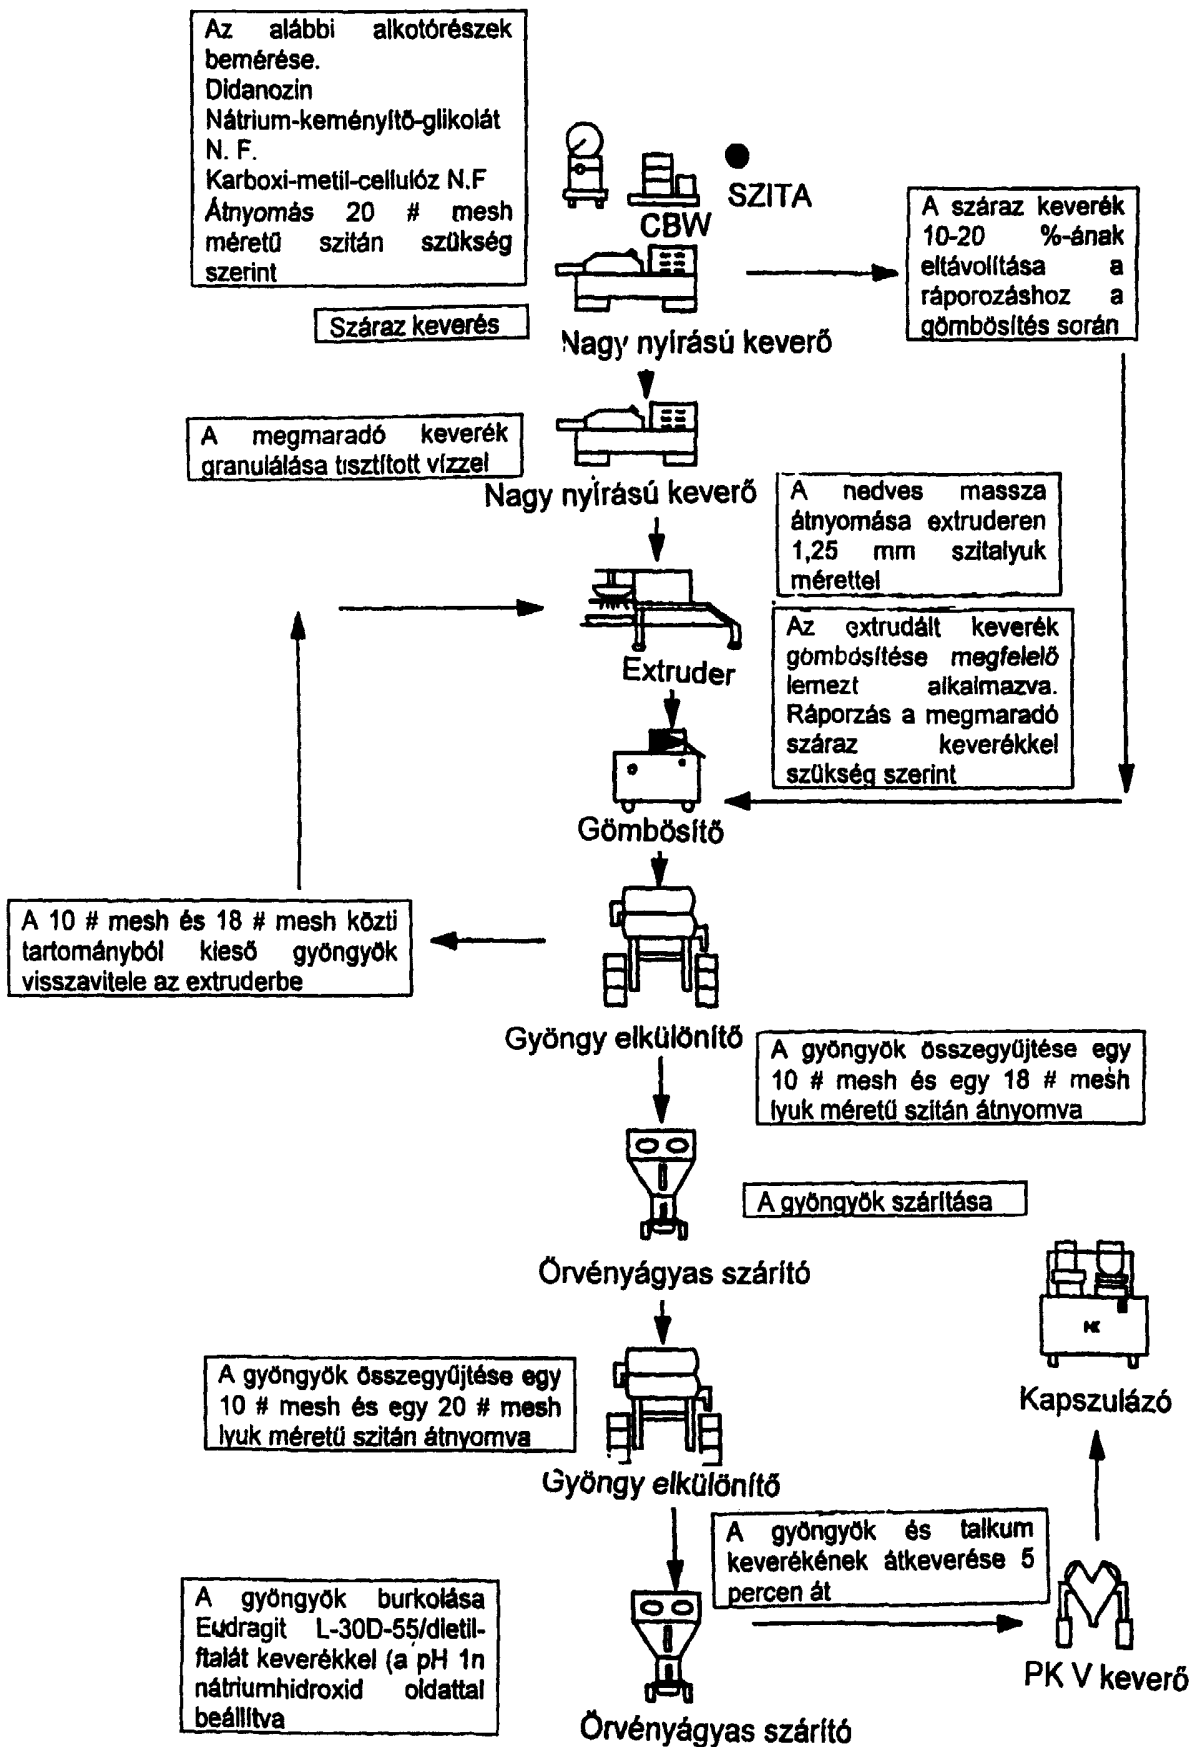 Az alábbi alkotórészek
bemérése.
Didanozin
Nátrium-keményítő-glikolát
N. F.
Karboxi-metil-cellulóz N.F
Átnyomás 20 # mesh
méretű szitán szükség
szerint
SZITA
CBW
A száraz keverék
10-20 %-ának
eltávolítása a
ráporozáshoz a
gömbösítés során
Száraz keverés
Nagy nyírású keverő
A megmaradó keverék
granulálása tisztított vízzel
Nagy nyírású keverő
A nedves massza
átnyomása extruderen
1,25 mm szitalyuk
mérettel
Az extrudált keverék
gömbösítése megfelelő
lemezt alkalmazva.
Ráporzás a megmaradó
száraz keverékkel
szükség szerint
Extruder
Gömbösítő
A 10 # mesh és 18 # mesh közti
tartományból kieső gyöngyök
visszavitele az extruderbe
Gyöngy elkülönítő
A gyöngyök összegyűjtése egy
10 # mesh és egy 18 # mesh
lyuk méretű szitán átnyomva
A gyöngyök szárítása
Örvényágyas szárító
A gyöngyök összegyűjtése egy
10 # mesh és egy 20 # mesh
lyuk méretű szitán átnyomva
HK
Kapszulázó
Gyöngy elkülönítő
A gyöngyök és talkum
keverékének átkeverése 5
percen át
A gyöngyök burkolása
Eudragit L-30D-55/dietil-
ftalát keverékkel (a pH 1n
nátriumhidroxid oldattal
beállítva
PK V keverő
Örvényágyas szárító